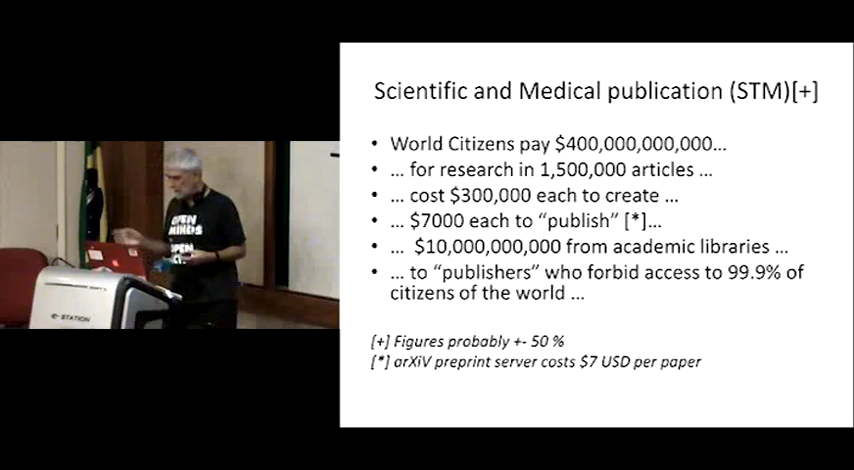 Scientific and Medical publication (STM)[+]
• World Citizens pay $400,000,000,000…
• … for research in 1,500,000 articles …
• … cost $300,000 each to create …
• … $7000 each to “publish” [*]…
• … $10,000,000,000 from academic libraries …
• … to “publishers” who forbid access to 99.9% of
citizens of the world …
[+] Figures probably +- 50 %
[*] arXiV preprint server costs $7 USD per paper
OPEN
MINDS
OPEN
e-STATION